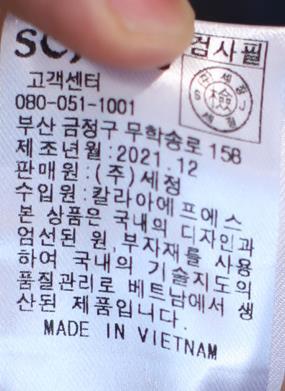 검사필
고객센터
080-051-1001
부산 금정구 무학송로 158
제조년월:2021.12
판매원:(주)세정
수입원:칼라아에프에스
본 상품은 국내의 디자인과
엄선된 원,부자재를 사용
하여 국내의 기술지도와
품질관리로 베트남에서 생
산된 제품입니다.
MADE IN VIETNAM